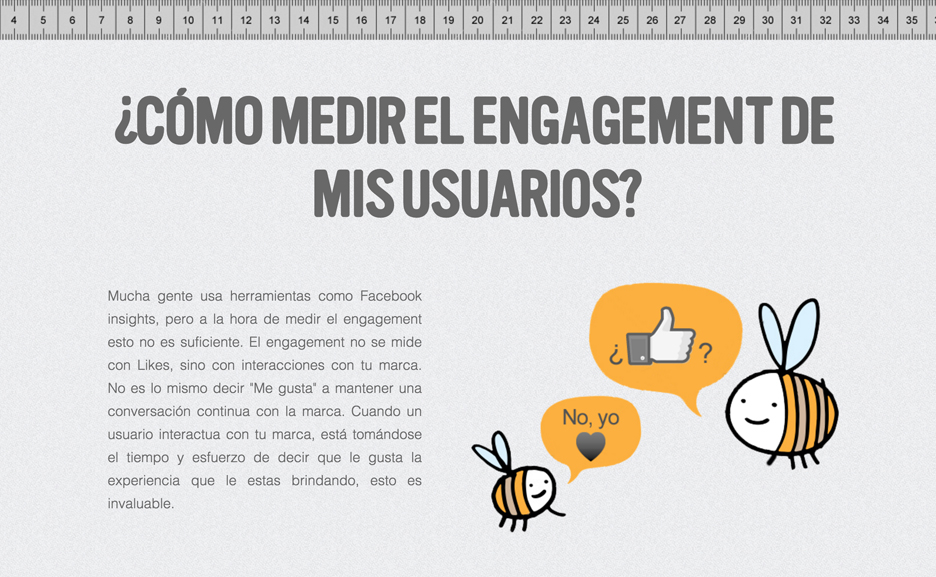 4 5 6 7 8 9 10 11 12 13 14 15 16 17 18 19 20 21 22 23 24 25 26 27 28 29 30 31 32 33 34 35
¿CÓMO MEDIR EL ENGAGEMENT DE
MIS USUARIOS?
Mucha gente usa herramientas como Facebook
insights, pero a la hora de medir el engagement
esto no es suficiente. El engagement no se mide
con Likes, sino con interacciones con tu marca.
No es lo mismo decir "Me gusta" a mantener una
conversación continua con la marca. Cuando un
usuario interactua con tu marca, está tomándose
el tiempo y esfuerzo de decir que le gusta la
experiencia que le estas brindando, esto es
invaluable.
¿ ?
No, yo